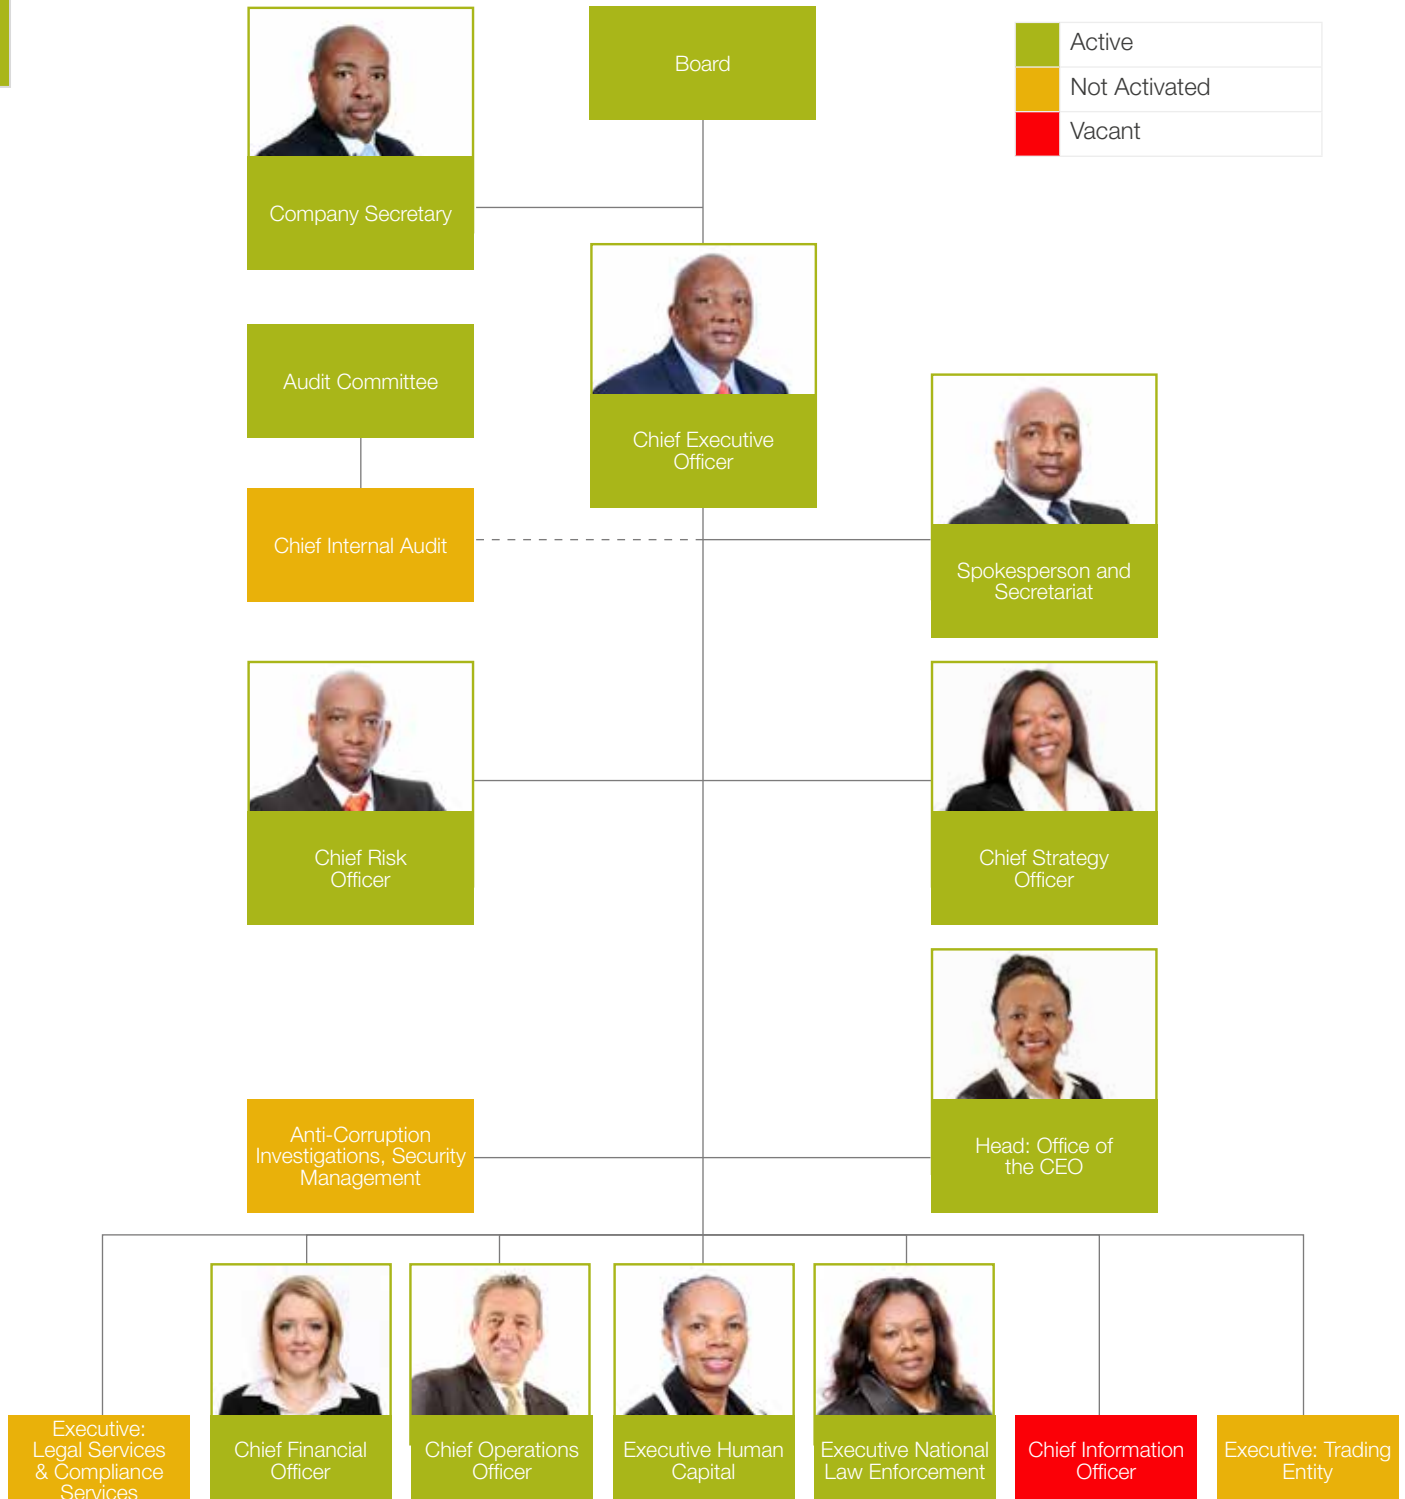 Board
Active
Not Activated
Vacant
Company Secretary
Audit Committee
Chief Executive
Officer
Chief Internal Audit
Spokesperson and
Secretariat
Chief Risk
Officer
Chief Strategy
Officer
Anti-Corruption
Investigations, Security
Management
Head: Office of
the CEO
Executive:
Legal Services
& Compliance
Services
Chief Financial
Officer
Chief Operations
Officer
Executive Human
Capital
Executive National
Law Enforcement
Chief Information
Officer
Executive: Trading
Entity